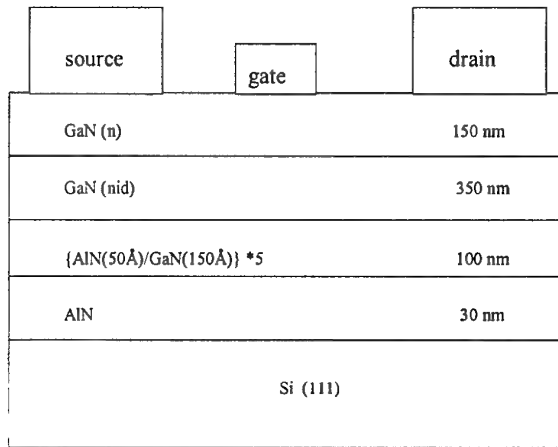 source
gate
drain
GaN (n) 150 nm
GaN (nid) 350 nm
{AlN(50Å)/GaN(150Å)} *5 100 nm
AlN 30 nm
Si (111)